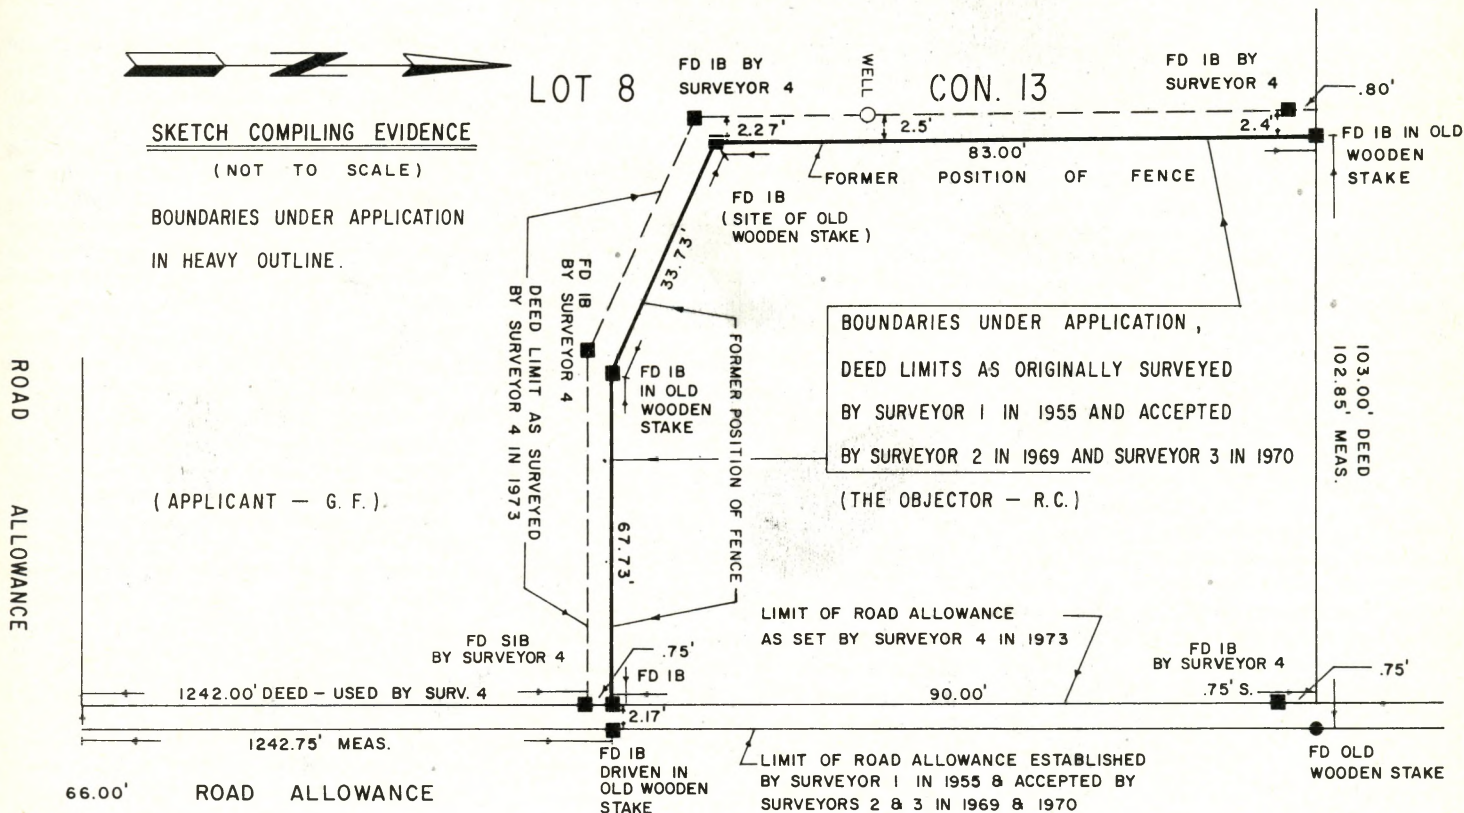 LOT 8
CON. 13
WELL
FD IB BY
SURVEYOR 4
FD IB BY
SURVEYOR 4
.80'
SKETCH COMPILING EVIDENCE
(NOT TO SCALE)
BOUNDARIES UNDER APPLICATION
IN HEAVY OUTLINE.
2.27'
2.5'
2.4'
83.00'
FD IB IN OLD
WOODEN
STAKE
FORMER POSITION OF FENCE
FD IB
(SITE OF OLD
WOODEN STAKE)
33.73'
FD IB
BY SURVEYOR 4
DEED LIMIT AS SURVEYED
BY SURVEYOR 4 IN 1973
FORMER POSITION OF FENCE
FD IB
IN OLD
WOODEN
STAKE
BOUNDARIES UNDER APPLICATION,
DEED LIMITS AS ORIGINALLY SURVEYED
BY SURVEYOR 1 IN 1955 AND ACCEPTED
BY SURVEYOR 2 IN 1969 AND SURVEYOR 3 IN 1970
(THE OBJECTOR — R.C.)
103.00' DEED
102.85' MEAS.
ROAD ALLOWANCE
(APPLICANT — G. F.)
67.73'
LIMIT OF ROAD ALLOWANCE
AS SET BY SURVEYOR 4 IN 1973
FD SIB
BY SURVEYOR 4
.75'
FD IB
FD IB
BY SURVEYOR 4
.75' S.
.75'
1242.00' DEED – USED BY SURV. 4
90.00'
2.17'
1242.75' MEAS.
FD IB
DRIVEN IN
OLD WOODEN
STAKE
LIMIT OF ROAD ALLOWANCE ESTABLISHED
BY SURVEYOR 1 IN 1955 & ACCEPTED BY
SURVEYORS 2 & 3 IN 1969 & 1970
FD OLD
WOODEN STAKE
66.00' ROAD ALLOWANCE